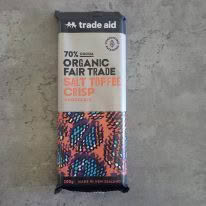 trade aid
70% COCOA
ORGANIC
FAIR TRADE
SALT TOFFEE
CRISP
MADE IN NEW ZEALAND